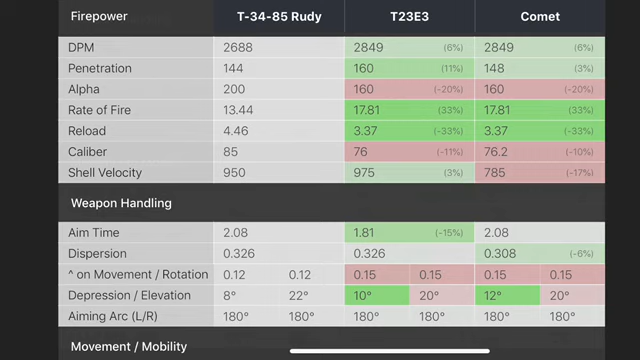 Firepower T-34-85 Rudy T23E3 Comet
DPM 2688 2849 (6%) 2849 (6%)
Penetration 144 160 (11%) 148 (3%)
Alpha 200 160 (-20%) 160 (-20%)
Rate of Fire 13.44 17.81 (33%) 17.81 (33%)
Reload 4.46 3.37 (-33%) 3.37 (-33%)
Caliber 85 76 (-11%) 76.2 (-10%)
Shell Velocity 950 975 (3%) 785 (-17%)
Weapon Handling
Aim Time 2.08 1.81 (-15%) 2.08
Dispersion 0.326 0.326 0.308 (-6%)
^ on Movement / Rotation 0.12 0.12 0.15 0.15 0.15 0.15
Depression / Elevation 8° 22° 10° 20° 12° 20°
Aiming Arc (L/R) 180° 180° 180° 180° 180° 180°
Movement / Mobility